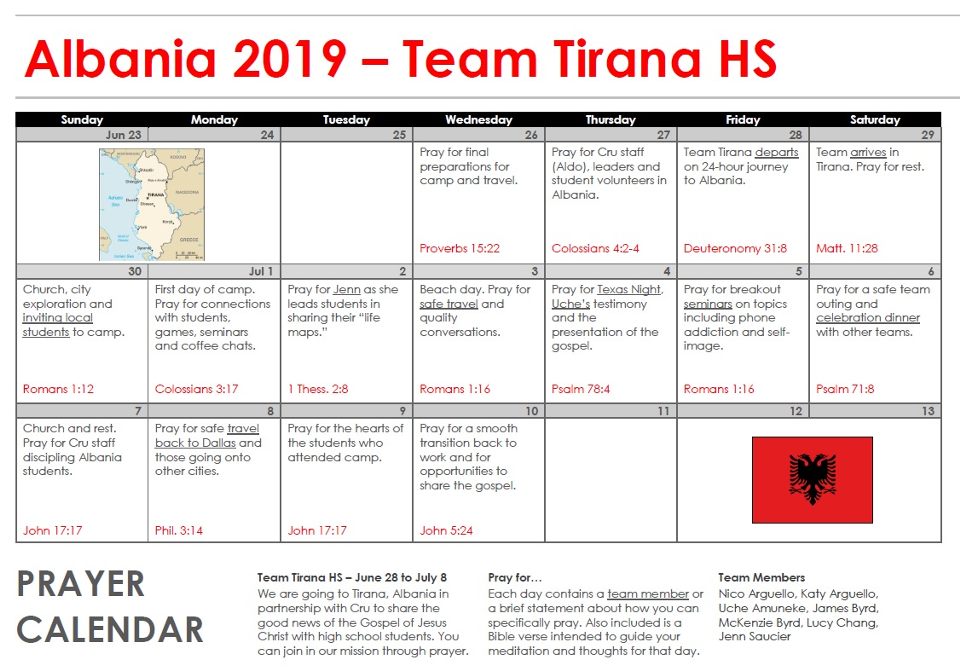 Albania 2019 – Team Tirana HS
Sunday Monday Tuesday Wednesday Thursday Friday Saturday
Jun 23 24 25 26 27 28 29
KOSOVO
TIRANA
MACEDONIA
GREECE
Pray for final
preparations for
camp and travel.
Proverbs 15:22
Pray for Cru staff
(Aldo), leaders and
student volunteers in
Albania.
Colossians 4:2-4
Team Tirana departs
on 24-hour journey
to Albania.
Deuteronomy 31:8
Team arrives in
Tirana. Pray for rest.
Matt. 11:28
30 Jul 1 2 3 4 5 6
Church, city
exploration and
inviting local
students to camp.
Romans 1:12
First day of camp.
Pray for connections
with students,
games, seminars
and coffee chats.
Colossians 3:17
Pray for Jenn as she
leads students in
sharing their “life
maps.”
1 Thess. 2:8
Beach day. Pray for
safe travel and
quality
conversations.
Romans 1:16
Pray for Texas Night,
Uche’s testimony
and the
presentation of the
gospel.
Psalm 78:4
Pray for breakout
seminars on topics
including phone
addiction and self-
image.
Romans 1:16
Pray for a safe team
outing and
celebration dinner
with other teams.
Psalm 71:8
7 8 9 10 11 12 13
Church and rest.
Pray for Cru staff
discipling Albania
students.
John 17:17
Pray for safe travel
back to Dallas and
those going onto
other cities.
Phil. 3:14
Pray for the hearts of
the students who
attended camp.
John 17:17
Pray for a smooth
transition back to
work and for
opportunities to
share the gospel.
John 5:24
PRAYER
CALENDAR
Team Tirana HS – June 28 to July 8
We are going to Tirana, Albania in
partnership with Cru to share the
good news of the Gospel of Jesus
Christ with high school students. You
can join in our mission through prayer.
Pray for…
Each day contains a team member or
a brief statement about how you can
specifically pray. Also included is a
Bible verse intended to guide your
meditation and thoughts for that day.
Team Members
Nico Arguello, Katy Arguello,
Uche Amuneke, James Byrd,
McKenzie Byrd, Lucy Chang,
Jenn Saucier